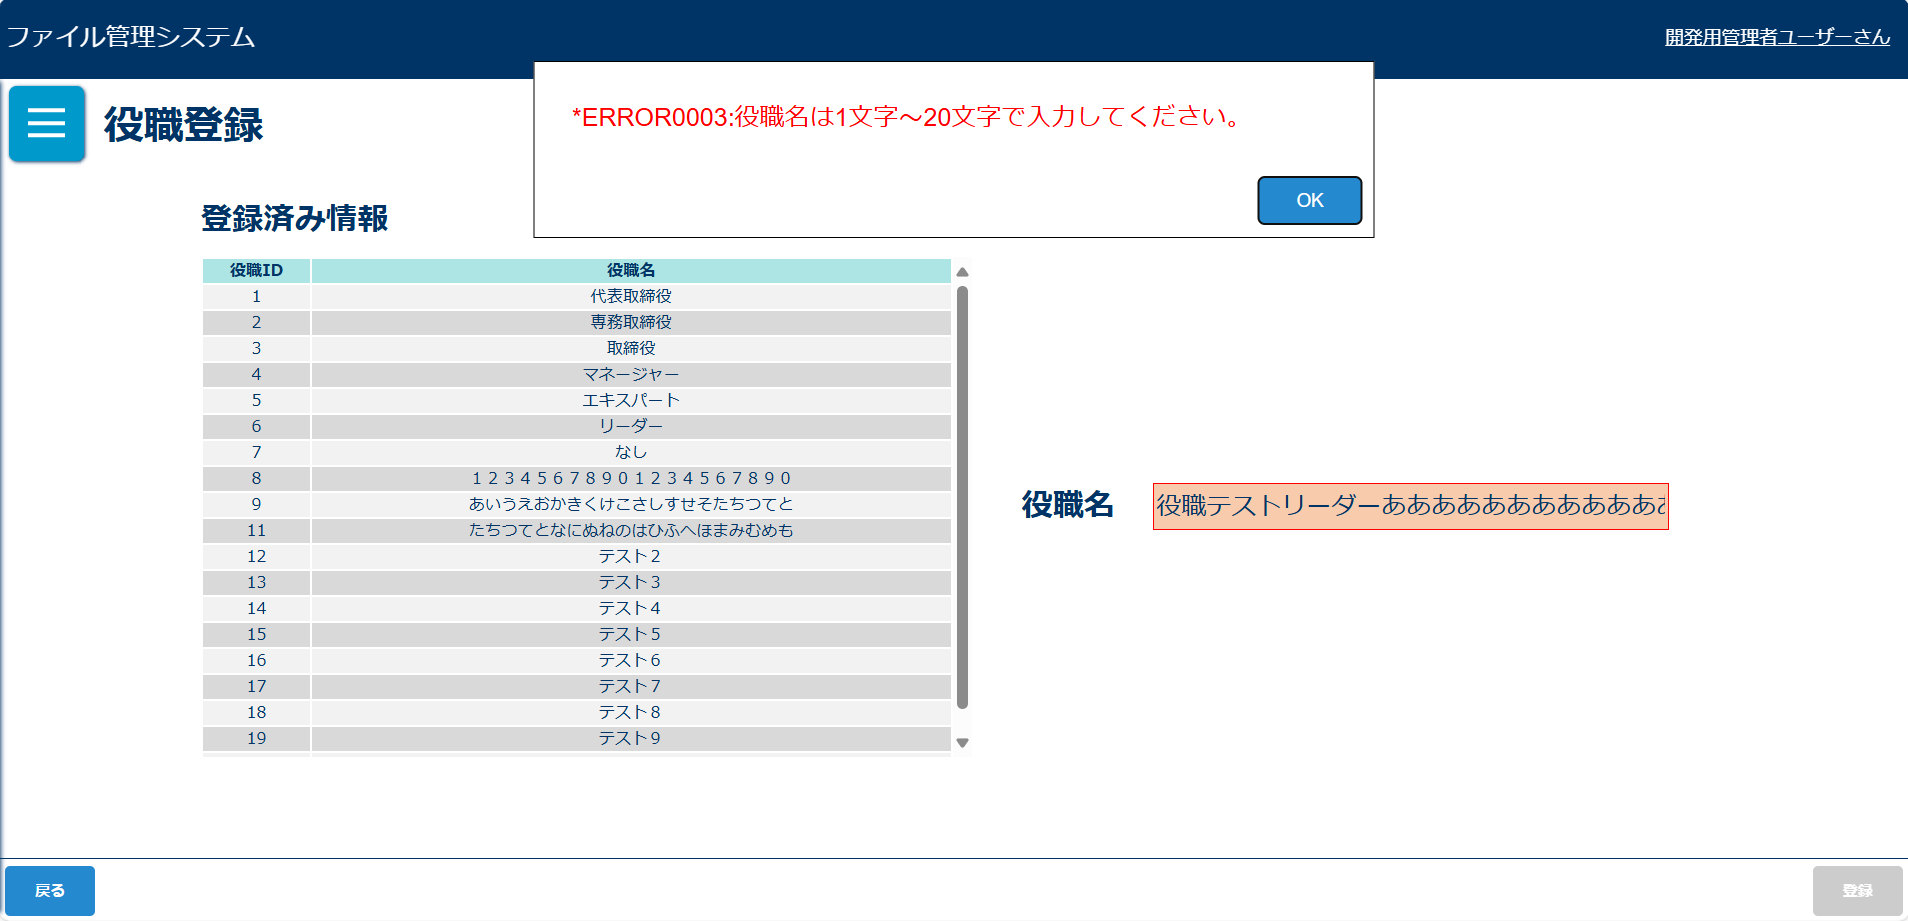 ファイル管理システム
開発用管理者ユーザーさん
*ERROR0003:役職名は1文字～20文字で入力してください。
OK
役職登録
登録済み情報
役職ID 役職名
1 代表取締役
2 専務取締役
3 取締役
4 マネージャー
5 エキスパート
6 リーダー
7 なし
8 １２３４５６７８９０１２３４５６７８９０
9 あいうえおかきくけこさしすせそたちつてと
11 たちつてとなにぬねのはひふへほまみむめも
12 テスト２
13 テスト３
14 テスト４
15 テスト５
16 テスト６
17 テスト７
18 テスト８
19 テスト９
役職名
役職テストリーダーあああああああああああ
戻る
登録